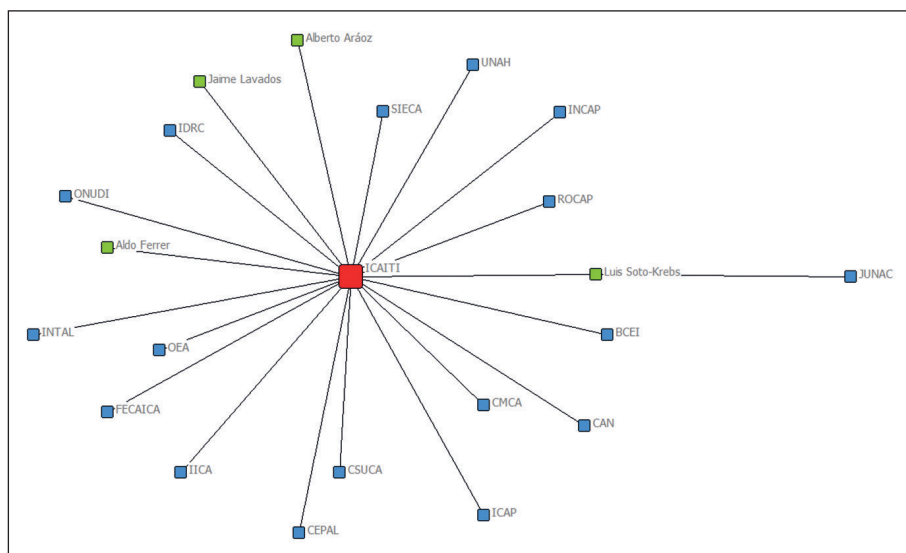 Alberto Aráoz
UNAH
Jaime Lavados
SIECA
INCAP
IDRC
ONUDI
ROCAP
Aldo Ferrer
ICAITI
Luis Soto-Krebs
JUNAC
INTAL
BCEI
OEA
CMCA
FECAICA
CAN
IICA
CSUCA
ICAP
CEPAL